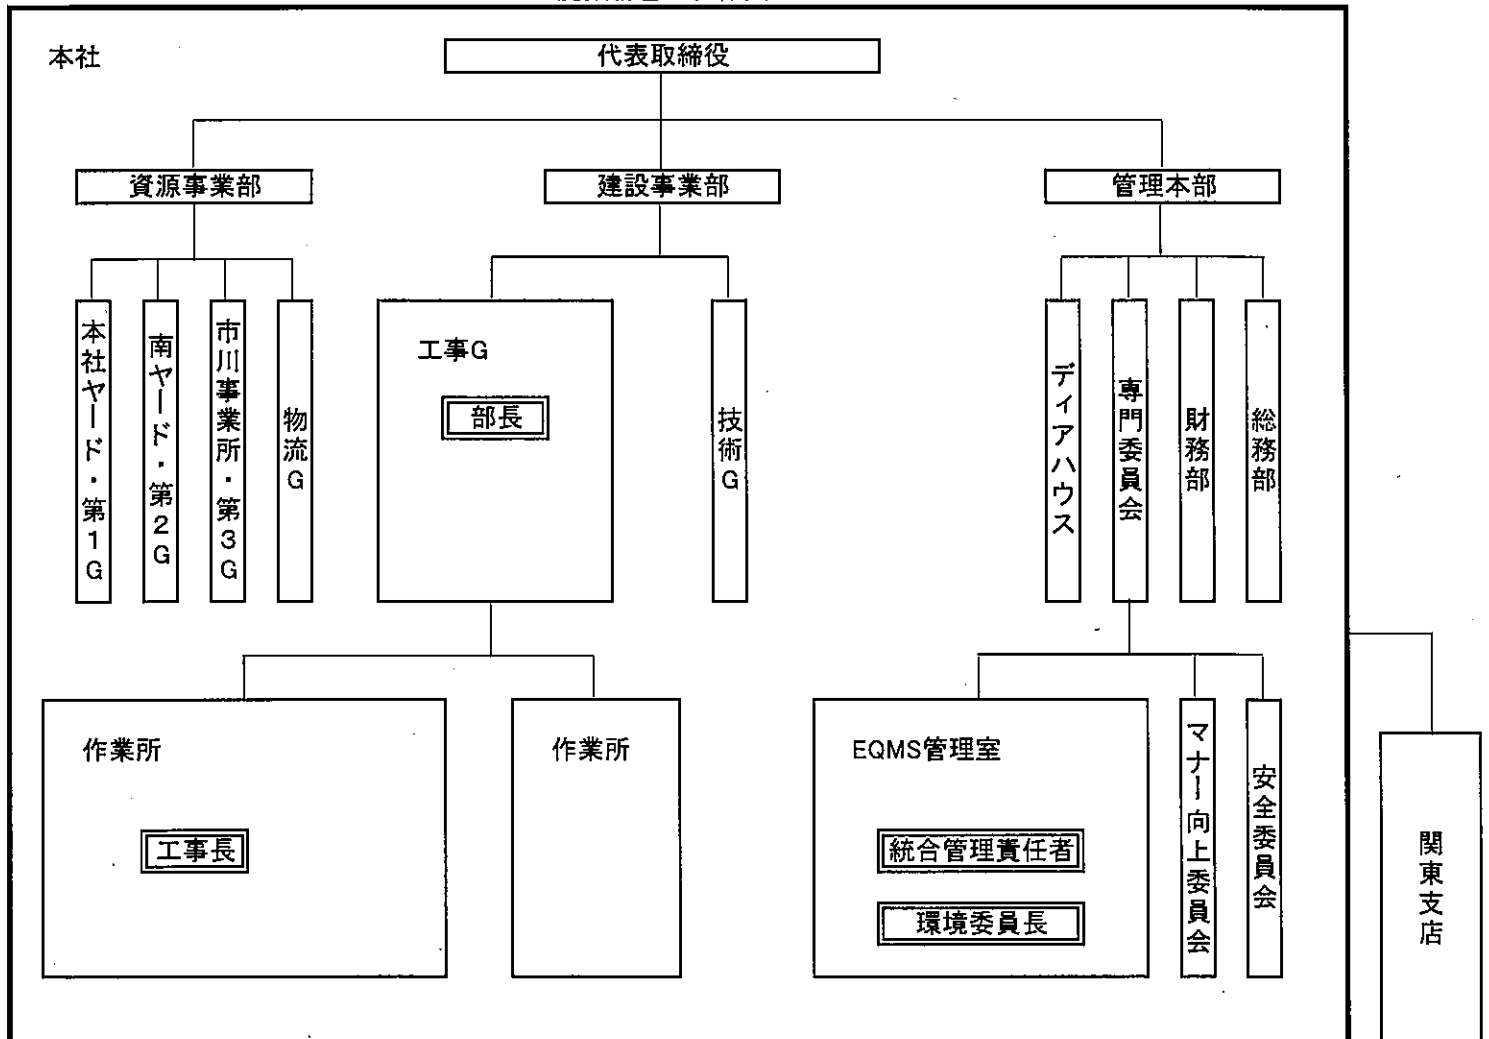 本社
代表取締役
資源事業部
建設事業部
管理本部
本社ヤード・第1G
南ヤード・第2G
市川事業所・第3G
物流G
工事G
部長
技術G
ディアハウス
専門委員会
財務部
総務部
作業所
工事長
作業所
EQMS管理室
統合管理責任者
環境委員長
マナー向上委員会
安全委員会
関東支店